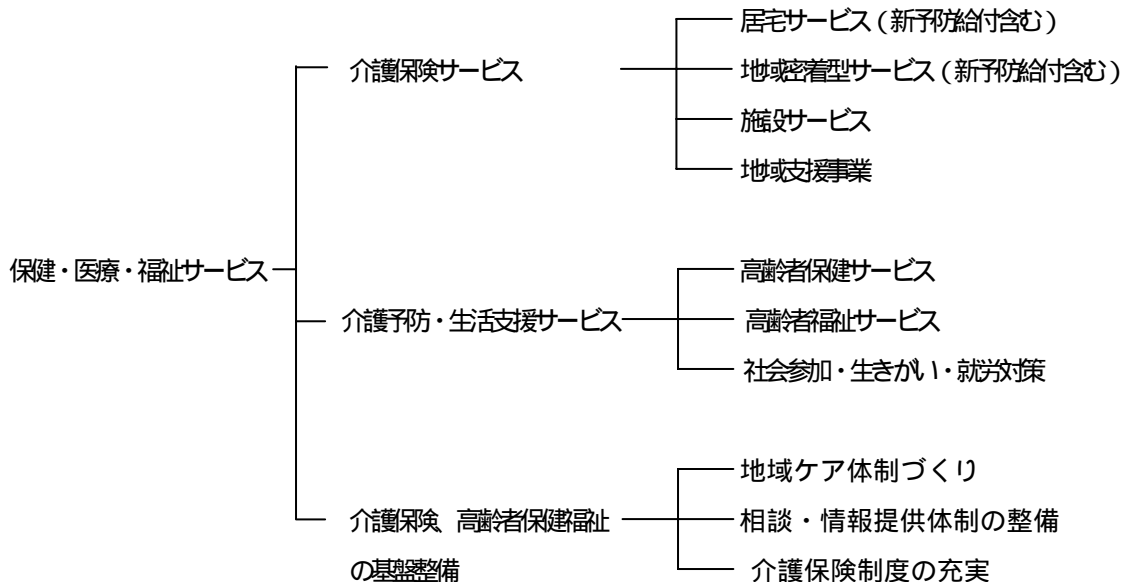 居宅サービス(新予防給付含む)
介護保険サービス
地域密着型サービス(新予防給付含む)
施設サービス
地域支援事業
保健・医療・福祉サービス
高齢者保健サービス
介護予防・生活支援サービス
高齢者福祉サービス
社会参加・生きがい・就労対策
地域ケア体制づくり
介護保険、高齢者保健福祉
の基盤整備
相談・情報提供体制の整備
介護保険制度の充実